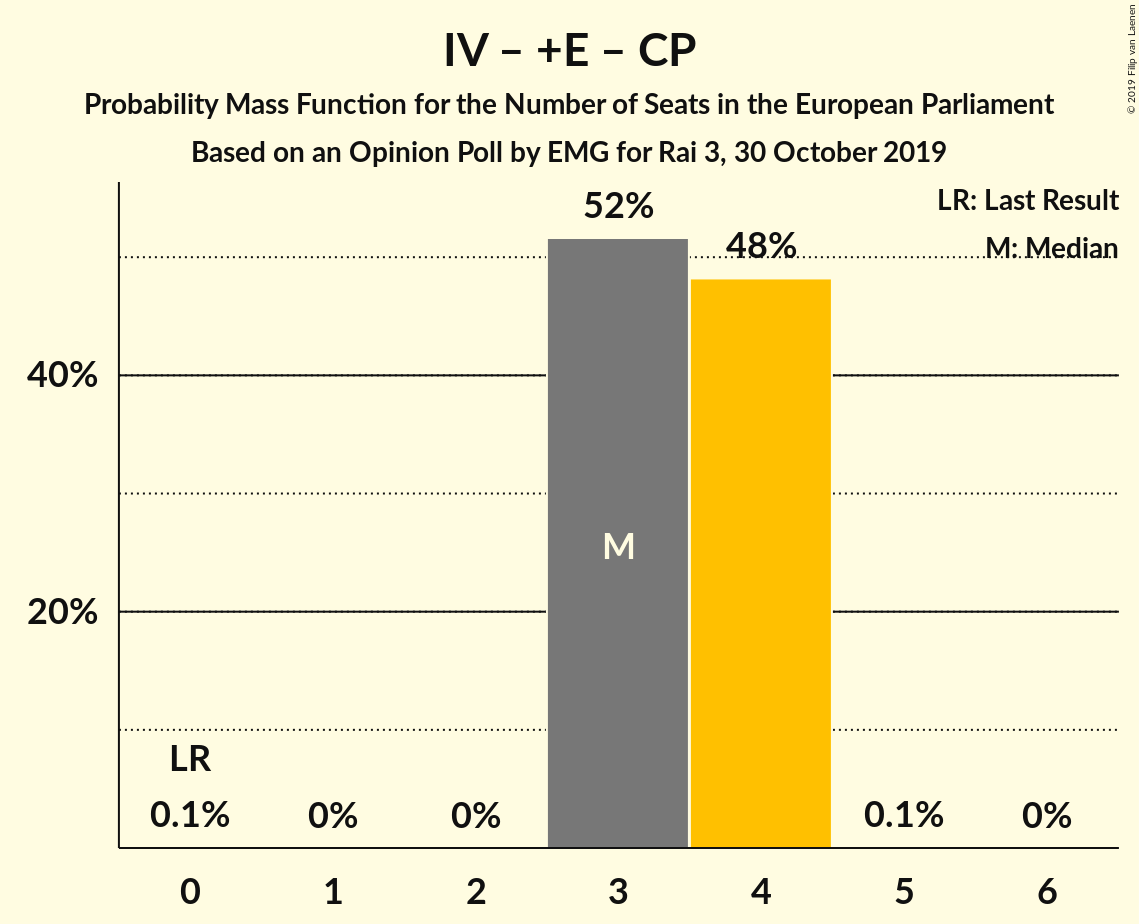 IV – +E – CP
Probability Mass Function for the Number of Seats in the European Parliament
Based on an Opinion Poll by EMG for Rai 3, 30 October 2019
© 2019 Filip van Laenen
LR: Last Result
M: Median
52%
48%
40%
20%
M
LR
0.1%
0%
0%
0.1%
0%
0
1
2
3
4
5
6